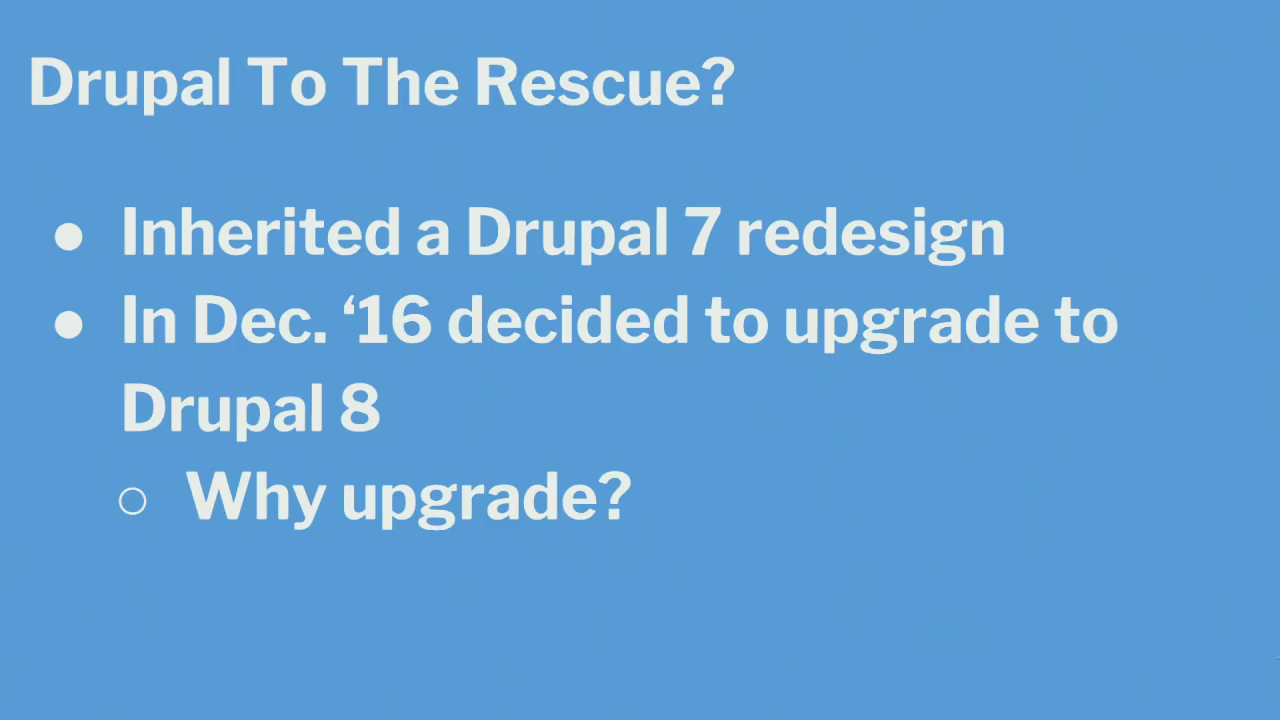 Drupal To The Rescue?
● Inherited a Drupal 7 redesign
● In Dec. ‘16 decided to upgrade to
Drupal 8
○ Why upgrade?